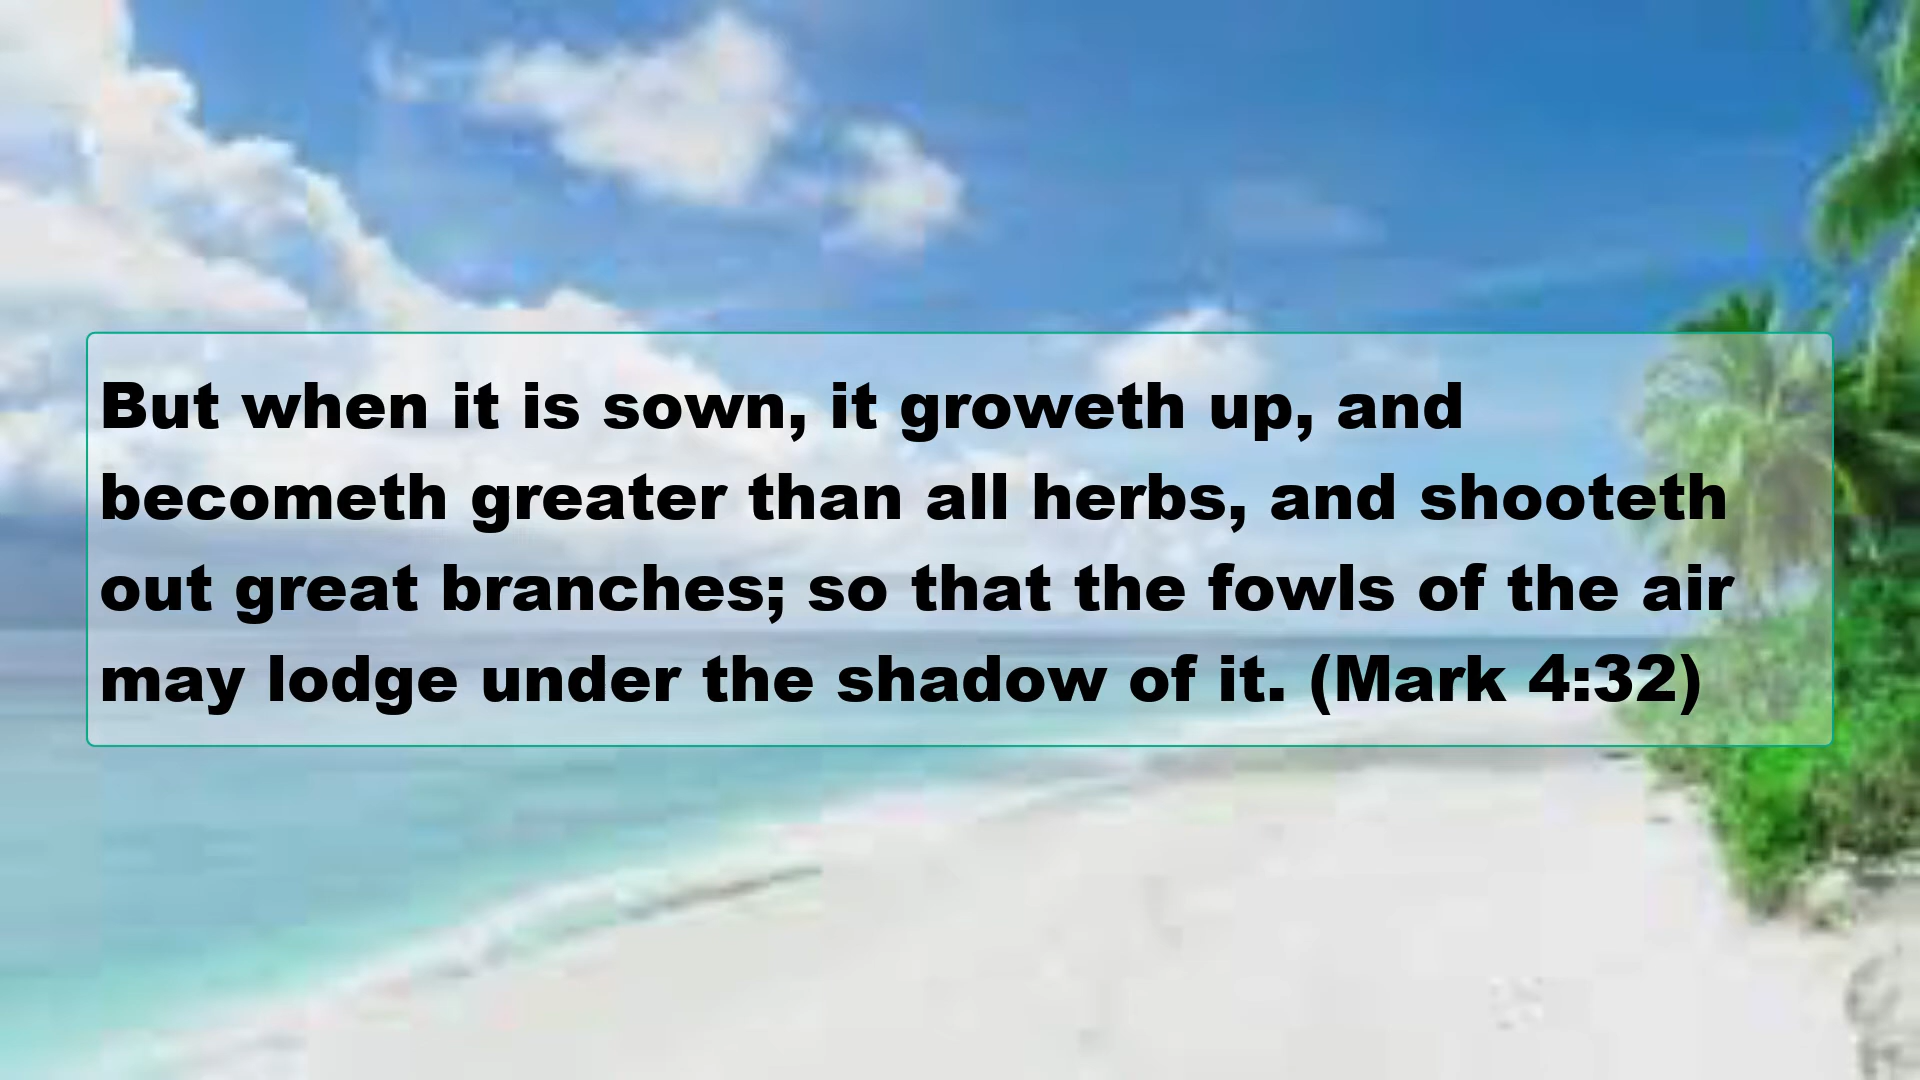 But when it is sown, it groweth up, and
becometh greater than all herbs, and shooteth
out great branches; so that the fowls of the air
may lodge under the shadow of it. (Mark 4:32)